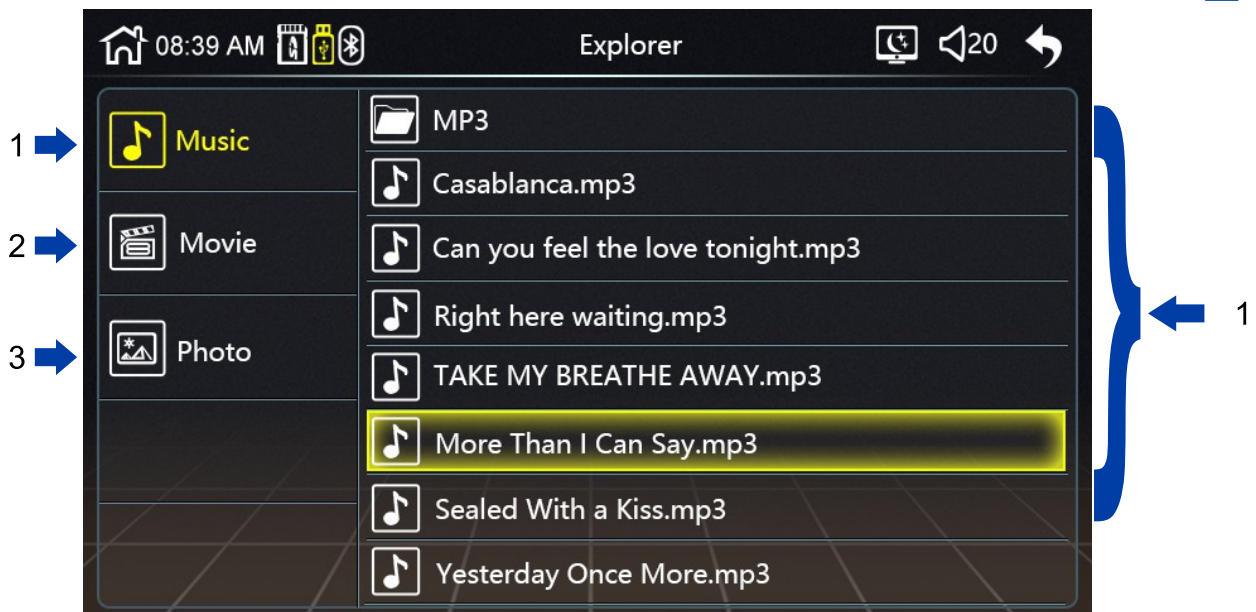 08:39 AM Explorer 20
1 Music
2 Movie
3 Photo
MP3
Casablanca.mp3
Can you feel the love tonight.mp3
Right here waiting.mp3
TAKE MY BREATHE AWAY.mp3
More Than I Can Say.mp3
Sealed With a Kiss.mp3
Yesterday Once More.mp3
1